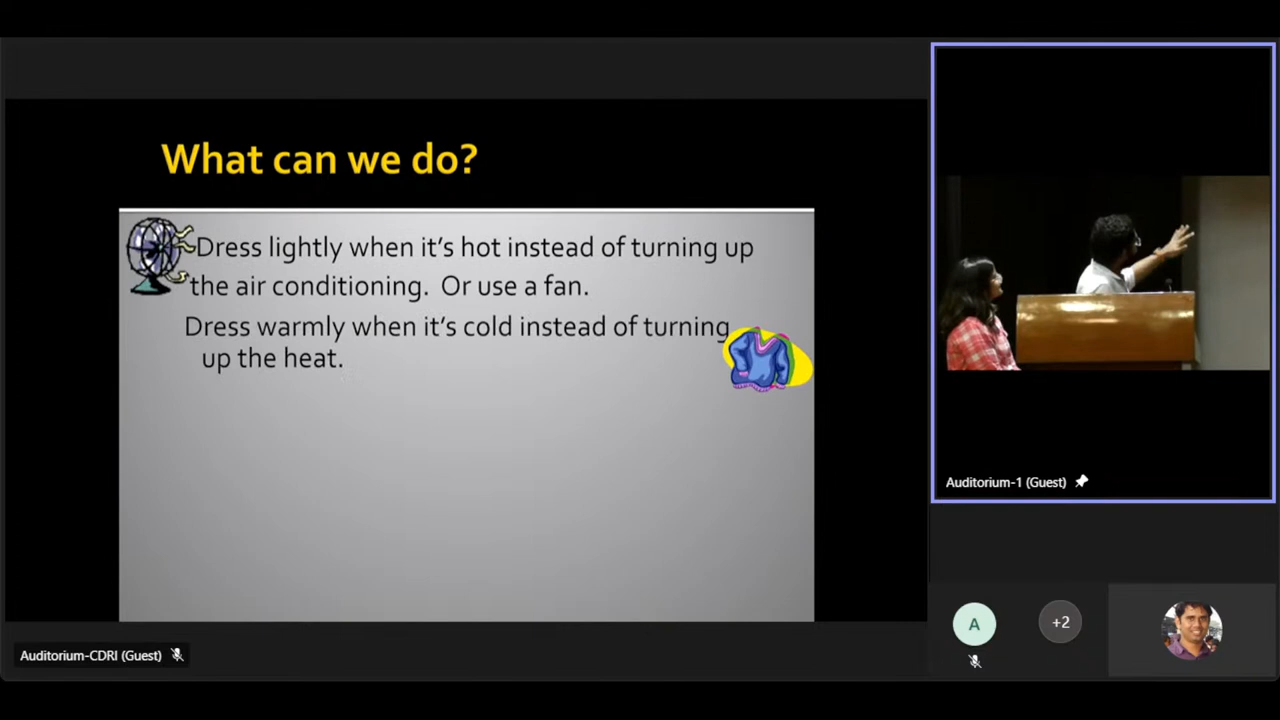 What can we do?
Dress lightly when it's hot instead of turning up
the air conditioning.  Or use a fan.
Dress warmly when it's cold instead of turning
up the heat.
Auditorium-1 (Guest)
A
+2
Auditorium-CDRI (Guest)